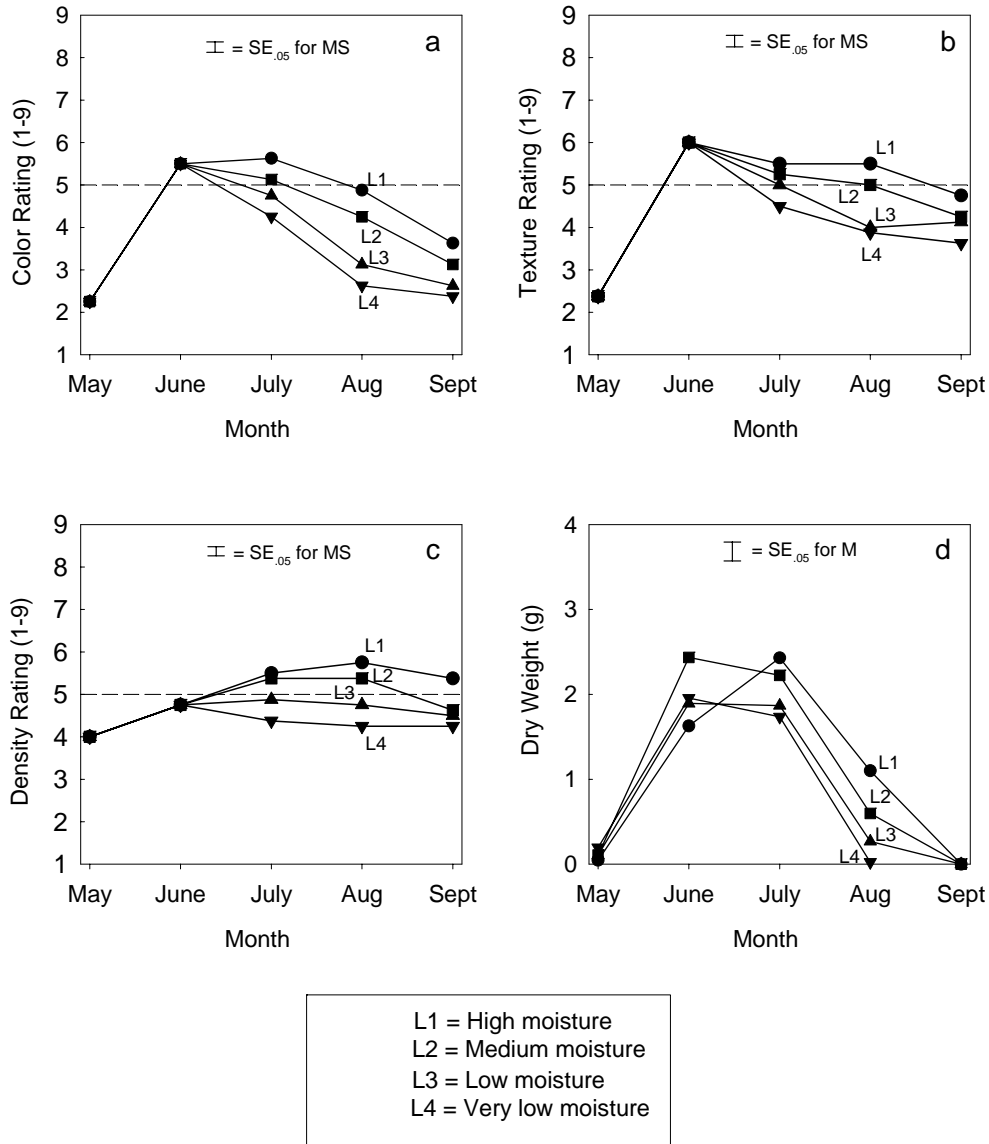 a
I = SE.05 for MS
Color Rating (1-9)
9
8
7
6
5
4
3
2
1
L1
L2
L3
L4
May June July Aug Sept
Month
b
I = SE.05 for MS
Texture Rating (1-9)
9
8
7
6
5
4
3
2
1
L1
L2
L3
L4
May June July Aug Sept
Month
c
= SE.05 for MS
Density Rating (1-9)
9
8
7
6
5
4
3
2
1
L1
L2
L3
L4
May June July Aug Sept
Month
d
= SE.05 for M
Dry Weight (g)
4
3
2
1
0
L1
L2
L3
L4
May June July Aug Sept
Month
L1 = High moisture
L2 = Medium moisture
L3 = Low moisture
L4 = Very low moisture